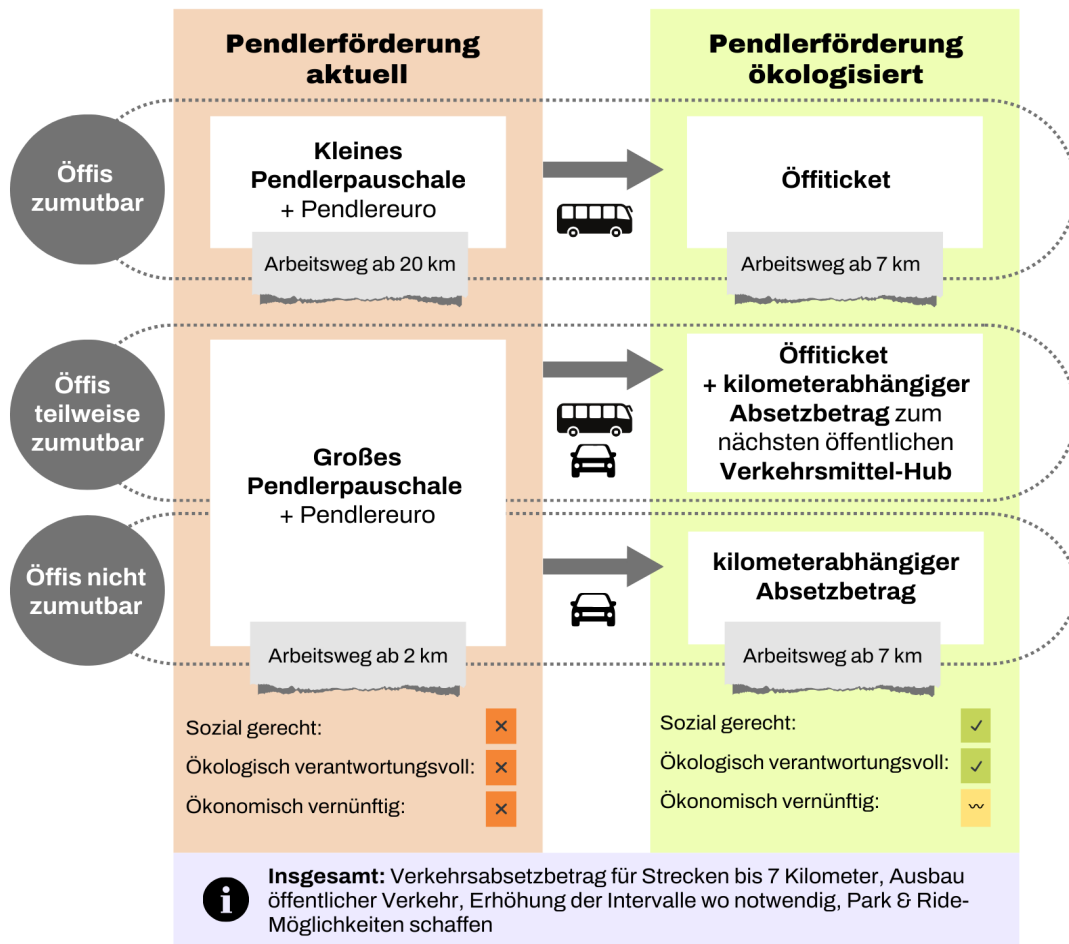 Pendlerförderung
aktuell
Pendlerförderung
ökologisiert
Öffis
zumutbar
Kleines
Pendlerpauschale
+ Pendlereuro
Arbeitsweg ab 20 km
Öffiticket
Arbeitsweg ab 7 km
Öffis
teilweise
zumutbar
Großes
Pendlerpauschale
+ Pendlereuro
Öffiticket
+ kilometerabhängiger
Absetzbetrag zum
nächsten öffentlichen
Verkehrsmittel-Hub
Öffis nicht
zumutbar
Arbeitsweg ab 2 km
kilometerabhängiger
Absetzbetrag
Arbeitsweg ab 7 km
Sozial gerecht:
Ökologisch verantwortungsvoll:
Ökonomisch vernünftig:
Sozial gerecht:
Ökologisch verantwortungsvoll:
Ökonomisch vernünftig:
Insgesamt: Verkehrsabsetzbetrag für Strecken bis 7 Kilometer, Ausbau
öffentlicher Verkehr, Erhöhung der Intervalle wo notwendig, Park & Ride-
Möglichkeiten schaffen